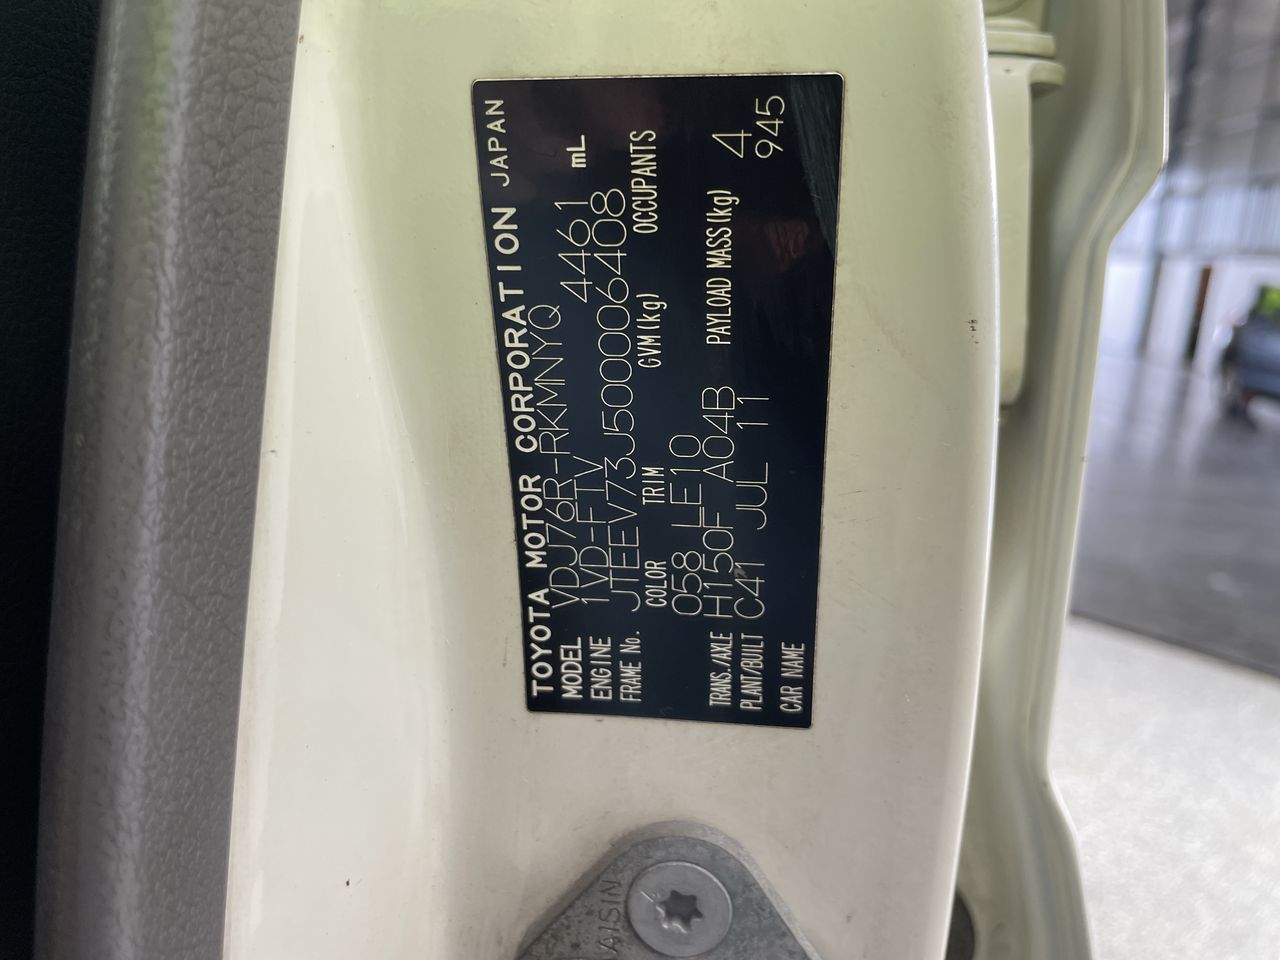 TOYOTA MOTOR CORPORATION JAPAN
MODEL VDJ76R-RKMNYQ
ENGINE 1VD-FTV 4461 mL
FRAME No. JTEEV73J500006408
COLOR TRIM GVM(kg) OCCUPANTS
058 LE10 4
TRANS./AXLE H150F A04B PAYLOAD MASS(kg) 945
PLANT/BUILT C41 JUL 11
CAR NAME
AISIN